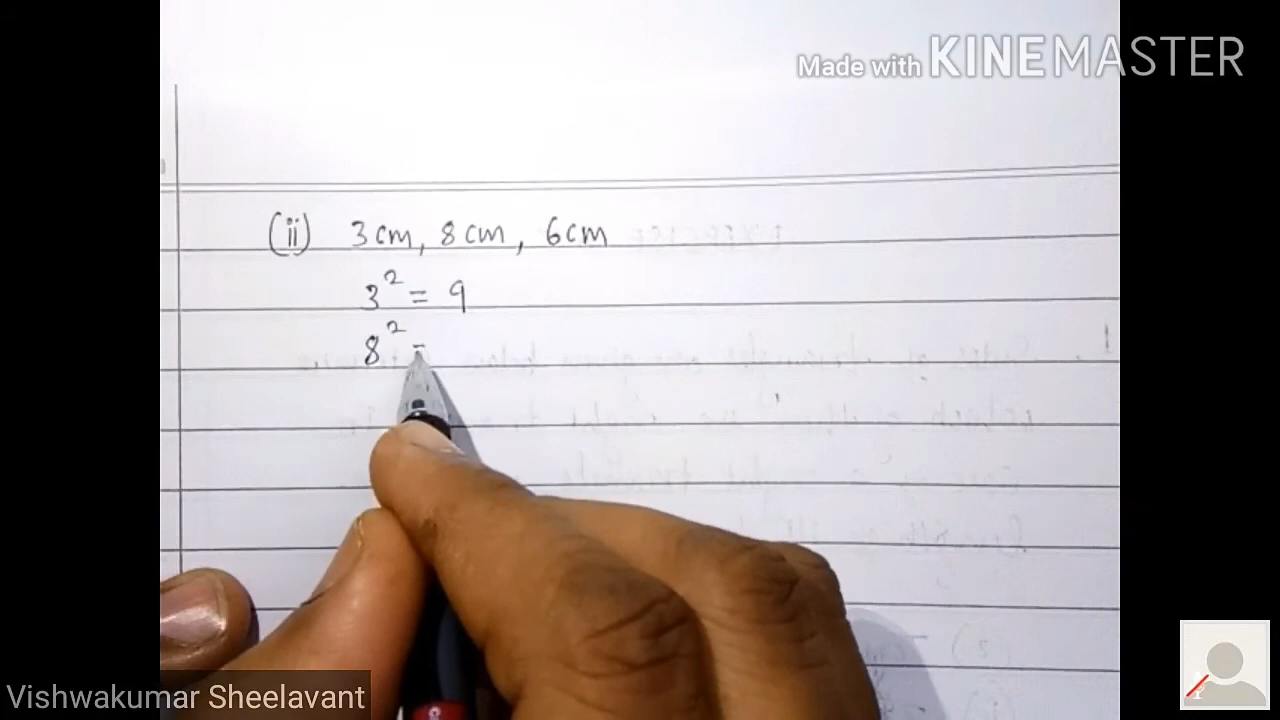 Made with KINEMASTER
(ii) 3cm, 8cm, 6cm
3² = 9
8² =
Vishwakumar Sheelavant